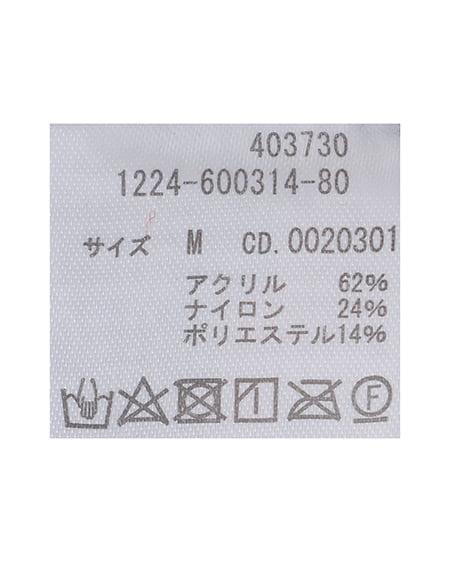 403730
1224-600314-80
サイズ M CD. 0020301
アクリル 62%
ナイロン 24%
ポリエステル14%
F